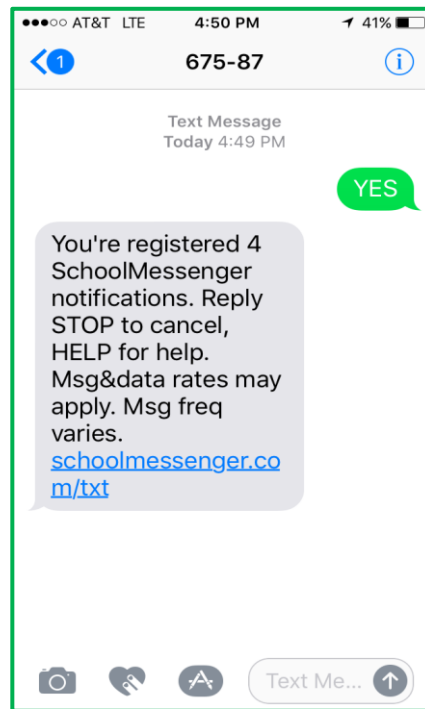 AT&T LTE 4:50 PM 41%
1 675-87 i
Text Message
Today 4:49 PM
YES
You're registered 4
SchoolMessenger
notifications. Reply
STOP to cancel,
HELP for help.
Msg&data rates may
apply. Msg freq
varies.
schoolmessenger.co
m/txt
Text Me...